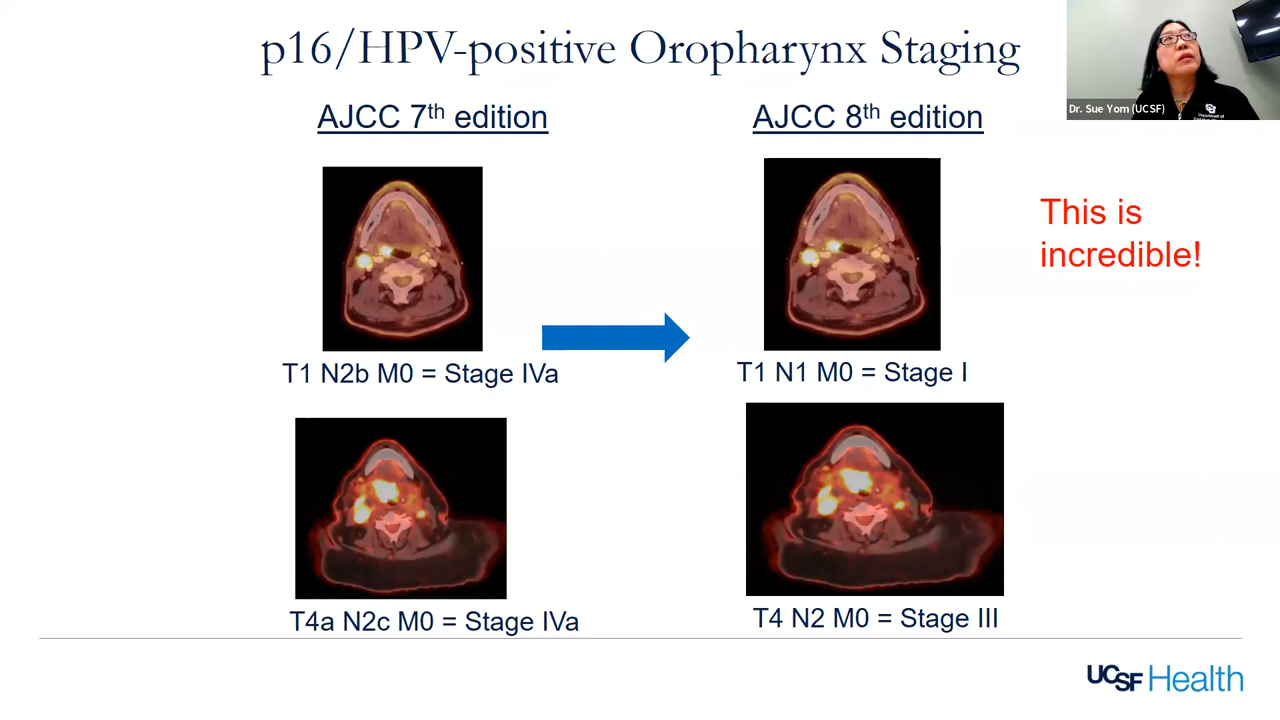 p16/HPV-positive Oropharynx Staging
AJCC 7th edition
AJCC 8th edition
Dr. Sue Yom (UCSF)
This is
incredible!
T1 N2b M0 = Stage IVa
T1 N1 M0 = Stage I
T4a N2c M0 = Stage IVa
T4 N2 M0 = Stage III
UCSF Health